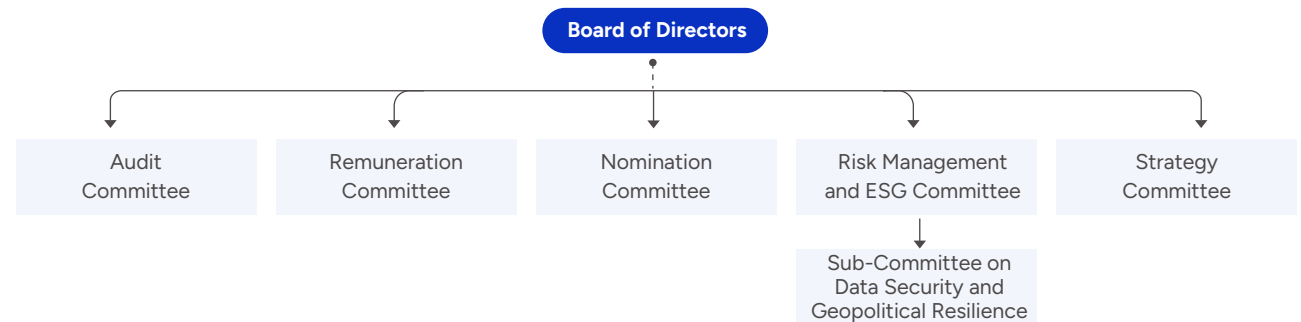 Board of Directors
Audit
Committee
Remuneration
Committee
Nomination
Committee
Risk Management
and ESG Committee
Strategy
Committee
Sub-Committee on
Data Security and
Geopolitical Resilience